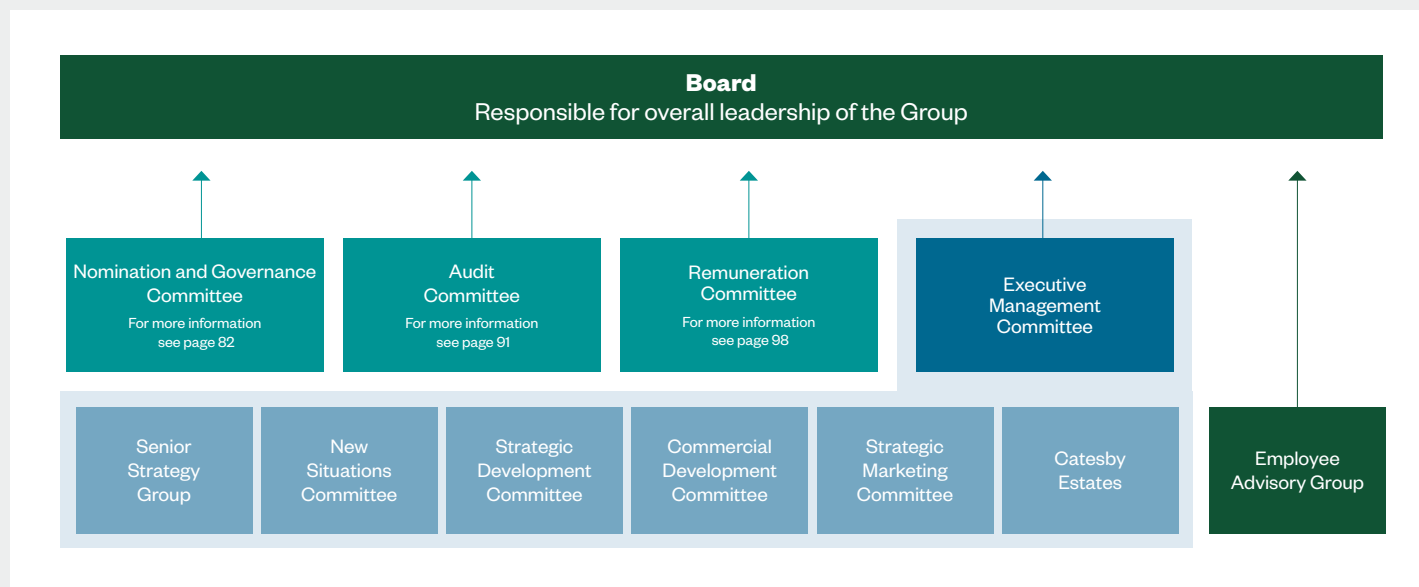 Board
Responsible for overall leadership of the Group
Nomination and Governance
Committee
For more information
see page 82
Audit
Committee
For more information
see page 91
Remuneration
Committee
For more information
see page 98
Executive
Management
Committee
Senior
Strategy
Group
New
Situations
Committee
Strategic
Development
Committee
Commercial
Development
Committee
Strategic
Marketing
Committee
Catesby
Estates
Employee
Advisory Group